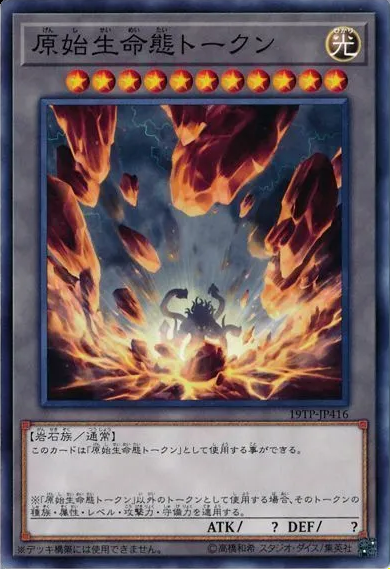 原始生命態トークン
光
19TP-JP416
【岩石族／通常】
このカードは「原始生命態トークン」として使用する事ができる。
※「原始生命態トークン」以外のトークンとして使用する場合、そのトークンの
種族・属性・レベル・攻撃力・守備力を適用する。
ATK/ ? DEF/ ?
※デッキ構築には使用できません。 ©高橋和希 スタジオ・ダイス/集英社